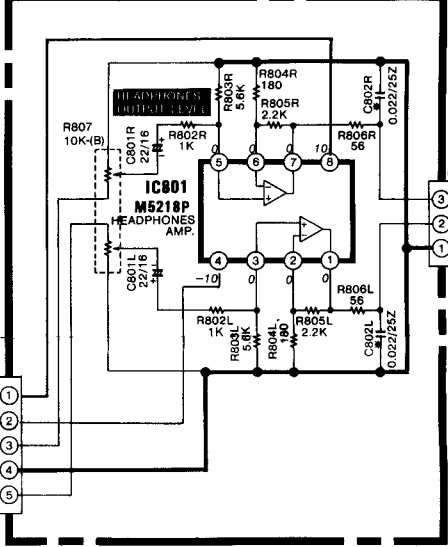 HEADPHONES
OUTPUT LEVEL
R807
10K-(B)
C801R
22/16
R802R
1K
R803R
5.6K
R804R
180
R805R
2.2K
C802R
0.022/25Z
R806R
56
0
0
0
10
5
6
7
8
IC801
M5218P
HEADPHONES
AMP.
3
2
1
4
3
2
1
-10
0
0
0
C801L
22/16
R802L
1K
R803L
5.6K
R804L
180
R805L
2.2K
R806L
56
C802L
0.022/25Z
1
2
3
4
5